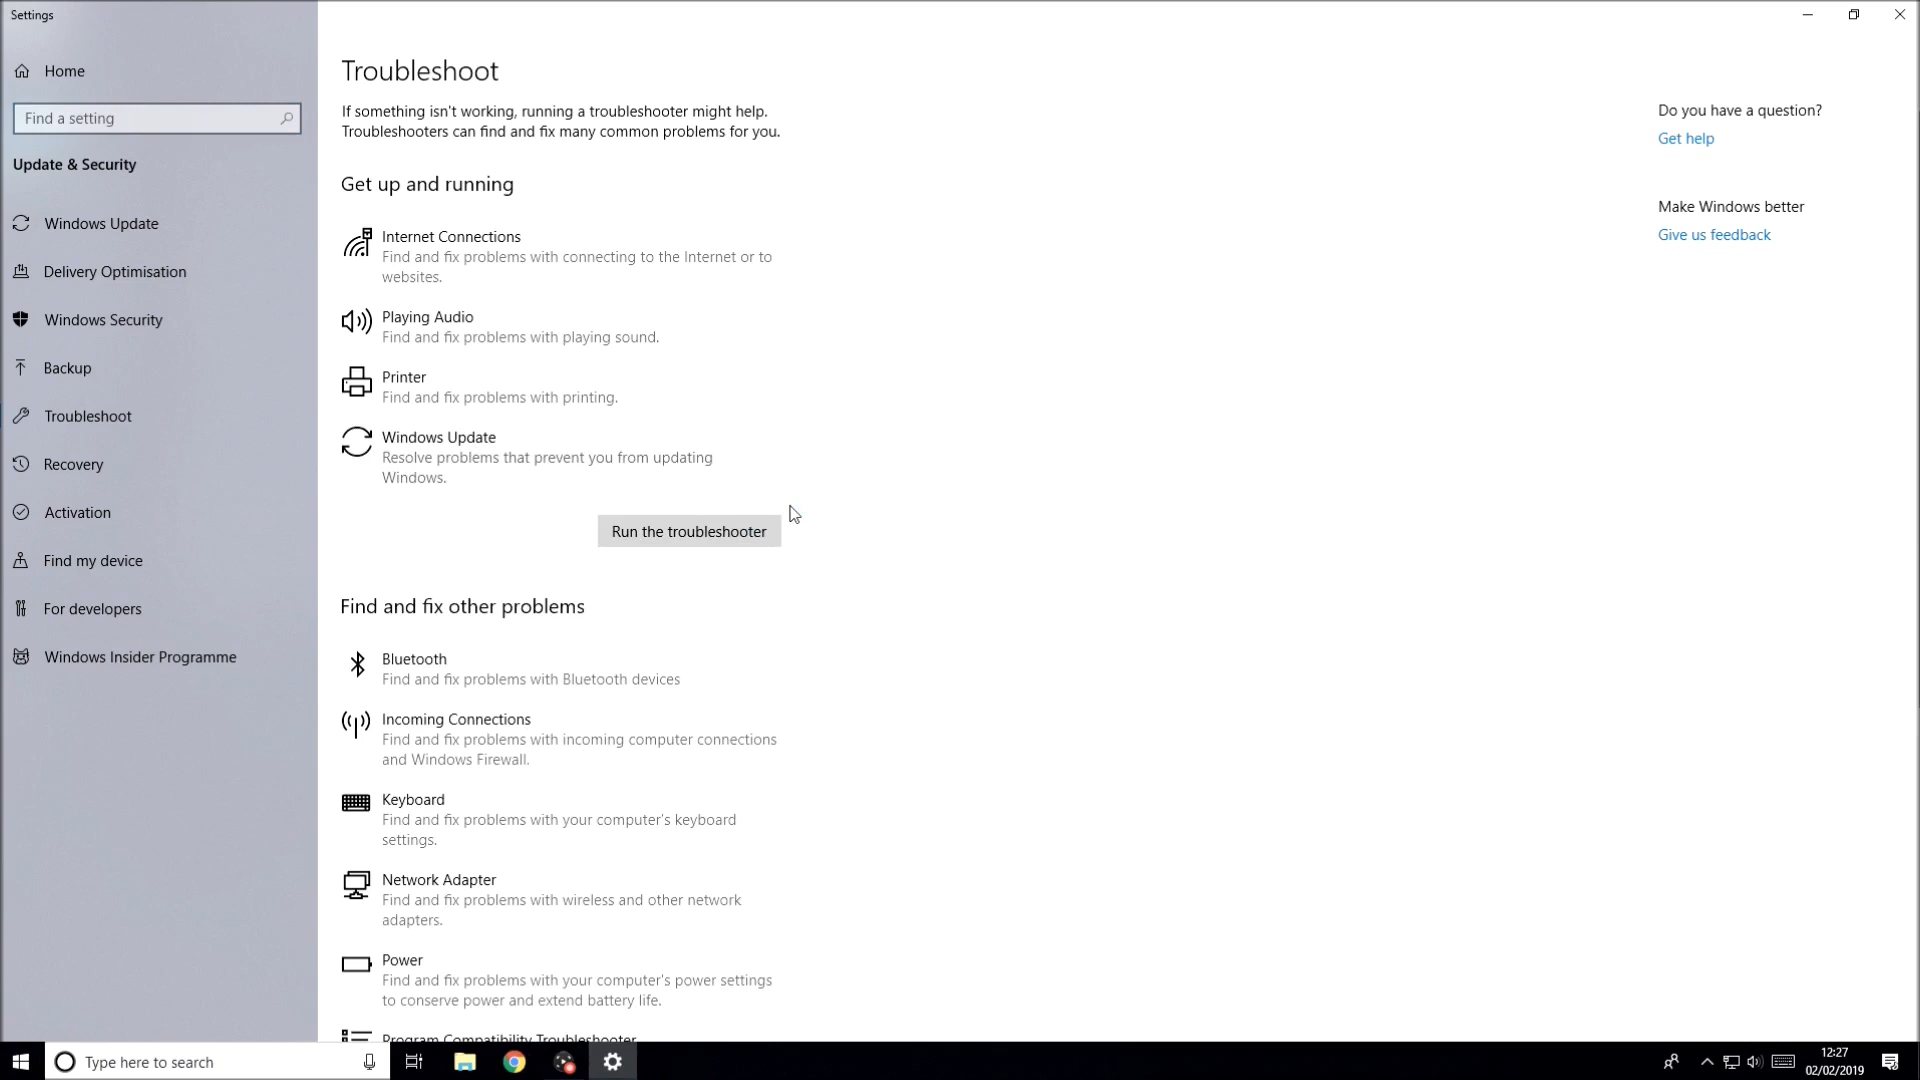 Settings
Home
Find a setting
Update & Security
Windows Update
Delivery Optimisation
Windows Security
Backup
Troubleshoot
Recovery
Activation
Find my device
For developers
Windows Insider Programme
Troubleshoot
If something isn't working, running a troubleshooter might help.
Troubleshooters can find and fix many common problems for you.
Get up and running
Internet Connections
Find and fix problems with connecting to the Internet or to
websites.
Playing Audio
Find and fix problems with playing sound.
Printer
Find and fix problems with printing.
Windows Update
Resolve problems that prevent you from updating
Windows.
Run the troubleshooter
Find and fix other problems
Bluetooth
Find and fix problems with Bluetooth devices
Incoming Connections
Find and fix problems with incoming computer connections
and Windows Firewall.
Keyboard
Find and fix problems with your computer's keyboard
settings.
Network Adapter
Find and fix problems with wireless and other network
adapters.
Power
Find and fix problems with your computer's power settings
to conserve power and extend battery life.
Program Compatibility Troubleshooter
Do you have a question?
Get help
Make Windows better
Give us feedback
Type here to search
12:27
02/02/2019